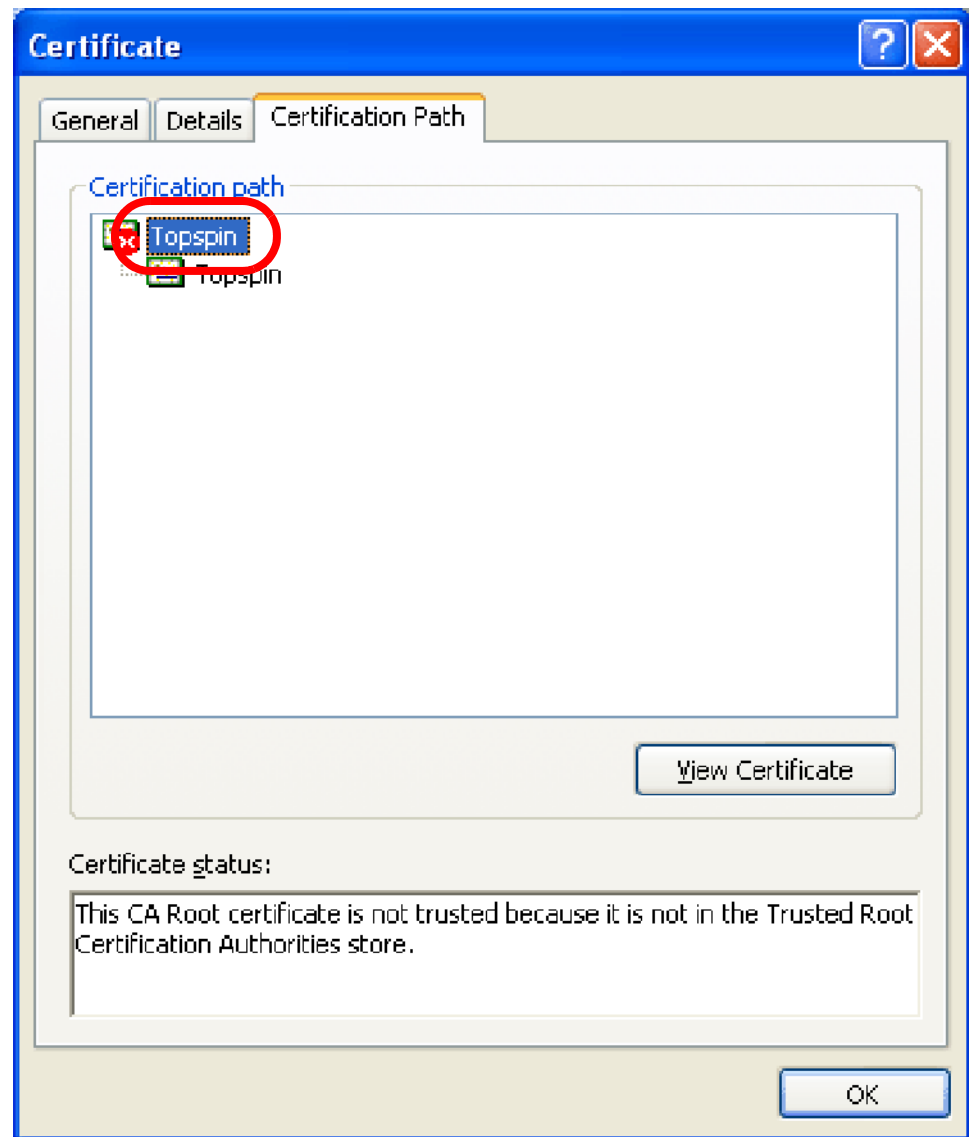 Certificate
General Details Certification Path
Certification path
Topspin
Topspin
View Certificate
Certificate status:
This CA Root certificate is not trusted because it is not in the Trusted Root
Certification Authorities store.
OK